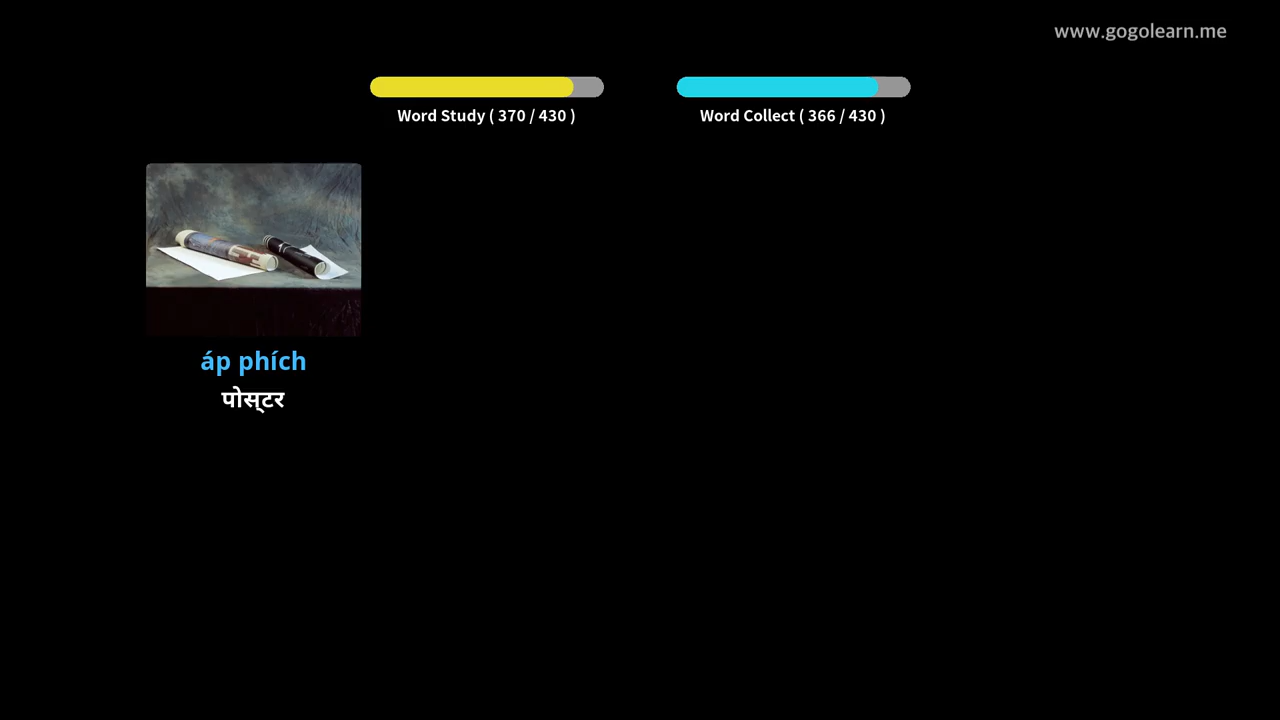 www.gogolearn.me
Word Study ( 370 / 430 )
Word Collect ( 366 / 430 )
áp phích
पोस्टर